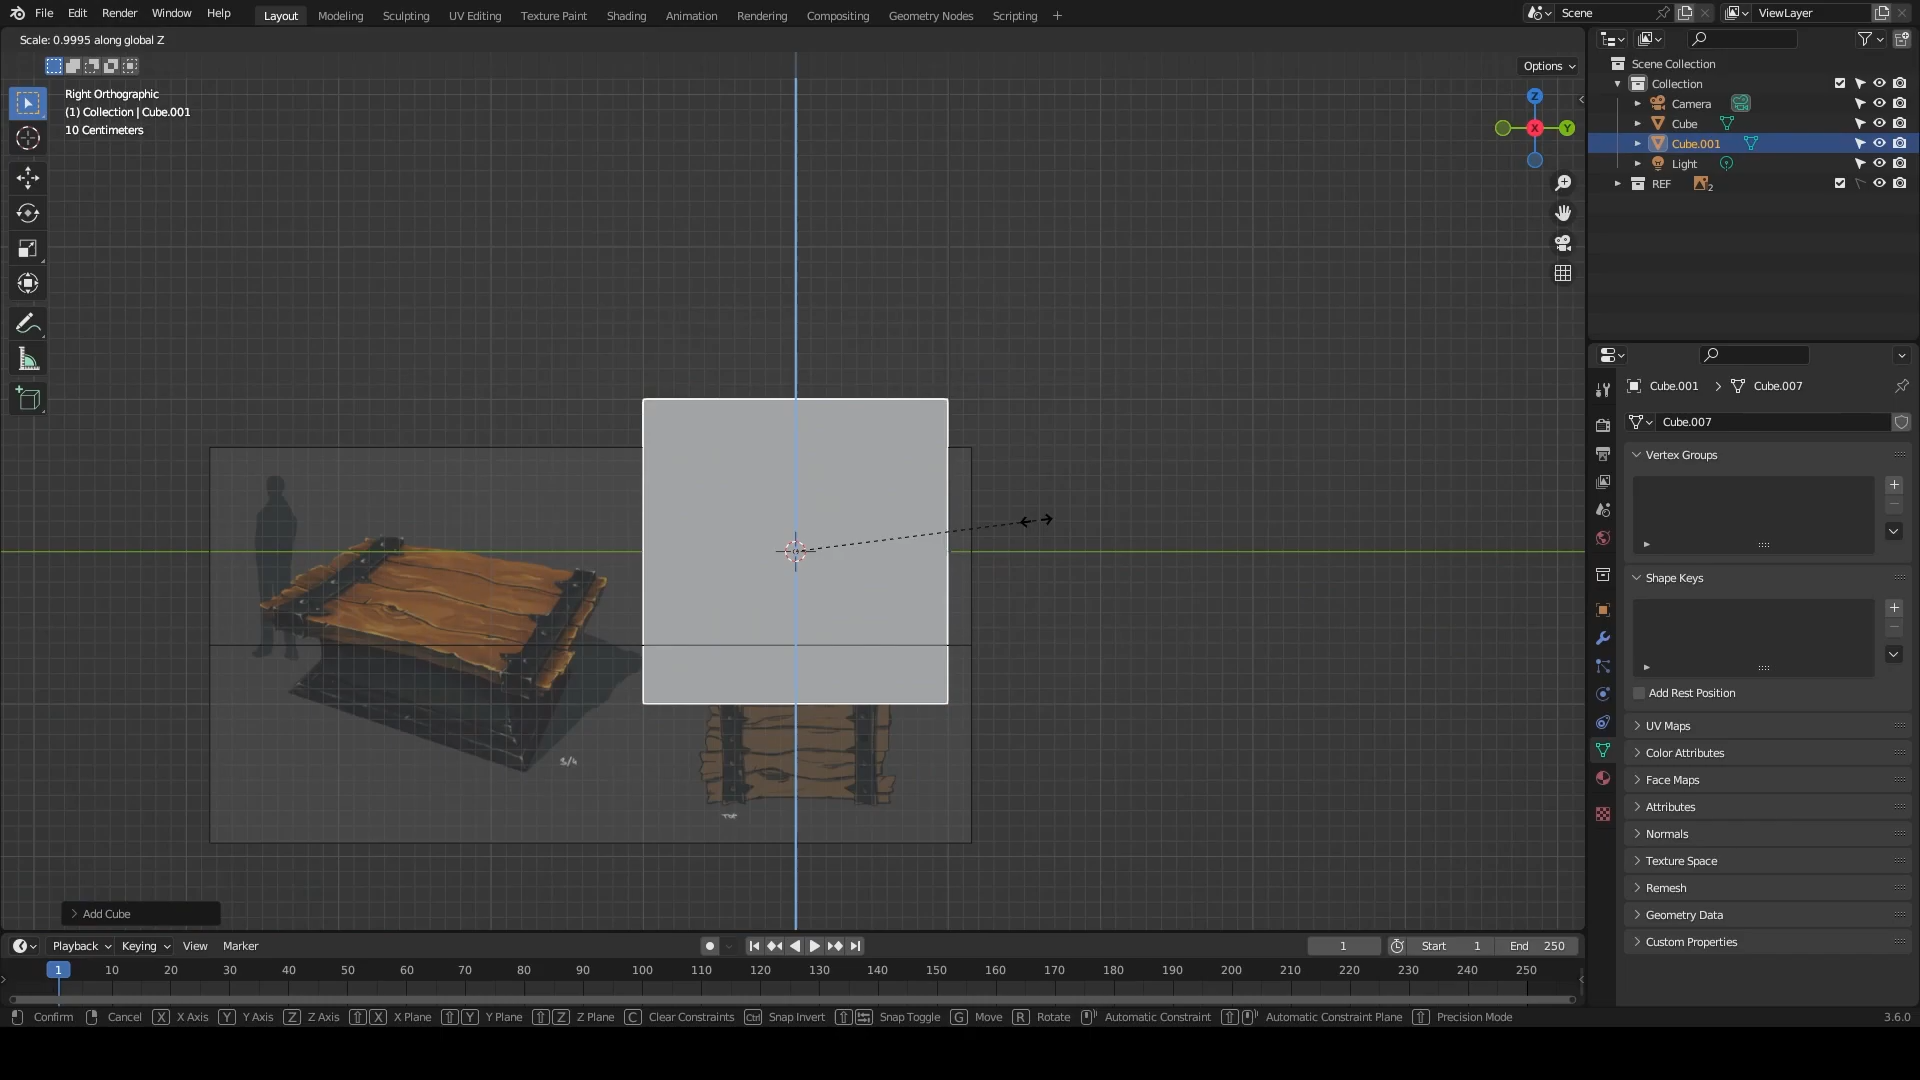 File Edit Render Window Help Layout Modeling Sculpting UV Editing Texture Paint Shading Animation Rendering Compositing Geometry Nodes Scripting + Scene ViewLayer
Scale: 0.9995 along global Z
Options
Right Orthographic
(1) Collection | Cube.001
10 Centimeters
Z
X
Y
Scene Collection
Collection
Camera
Cube
Cube.001
Light
REF 2
Cube.001 > Cube.007
Cube.007
Vertex Groups
Shape Keys
Add Rest Position
UV Maps
Color Attributes
Face Maps
Attributes
Normals
Texture Space
Remesh
Geometry Data
Custom Properties
3/4
Add Cube
Playback Keying View Marker 1 Start 1 End 250
1 10 20 30 40 50 60 70 80 90 100 110 120 130 140 150 160 170 180 190 200 210 220 230 240 250
Confirm Cancel X X Axis Y Y Axis Z Z Axis X X Plane Y Y Plane Z Z Plane C Clear Constraints Ctrl Snap Invert Snap Toggle G Move R Rotate Automatic Constraint Automatic Constraint Plane Precision Mode 3.6.0